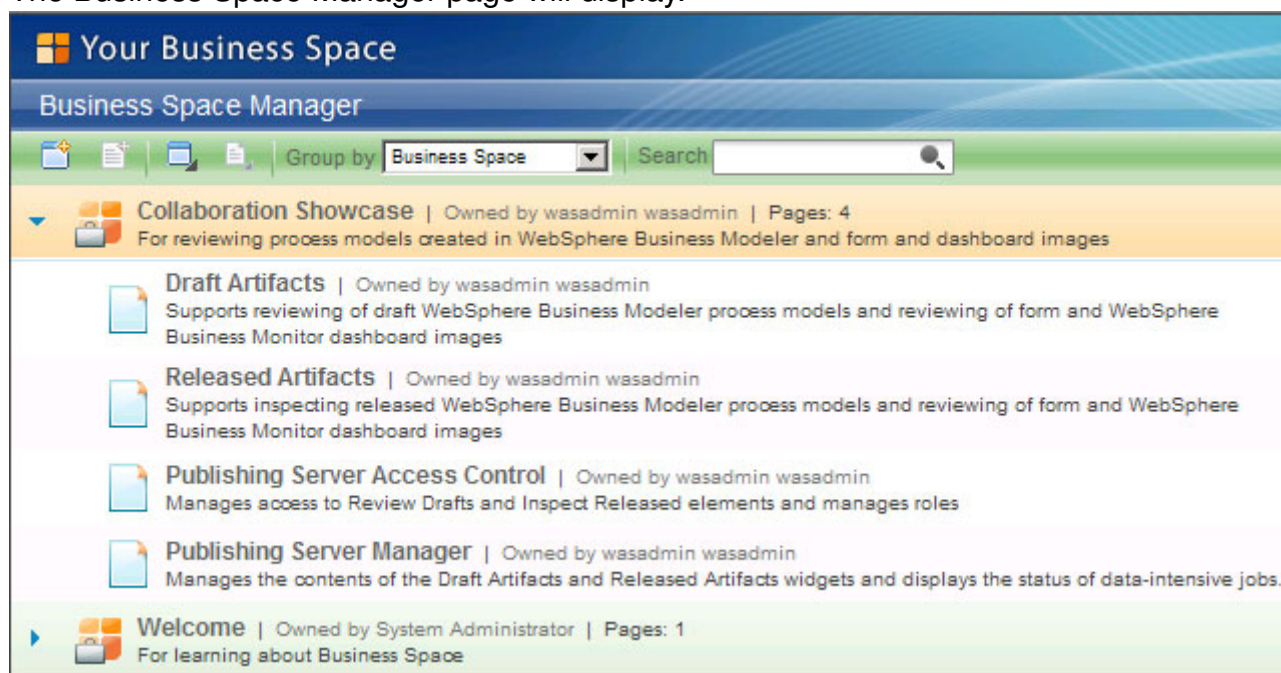 The Business Space Manager page will display.
Your Business Space
Business Space Manager
Group by Business Space Search
Collaboration Showcase | Owned by wasadmin wasadmin | Pages: 4
For reviewing process models created in WebSphere Business Modeler and form and dashboard images
Draft Artifacts | Owned by wasadmin wasadmin
Supports reviewing of draft WebSphere Business Modeler process models and reviewing of form and WebSphere
Business Monitor dashboard images
Released Artifacts | Owned by wasadmin wasadmin
Supports inspecting released WebSphere Business Modeler process models and reviewing of form and WebSphere
Business Monitor dashboard images
Publishing Server Access Control | Owned by wasadmin wasadmin
Manages access to Review Drafts and Inspect Released elements and manages roles
Publishing Server Manager | Owned by wasadmin wasadmin
Manages the contents of the Draft Artifacts and Released Artifacts widgets and displays the status of data-intensive jobs.
Welcome | Owned by System Administrator | Pages: 1
For learning about Business Space